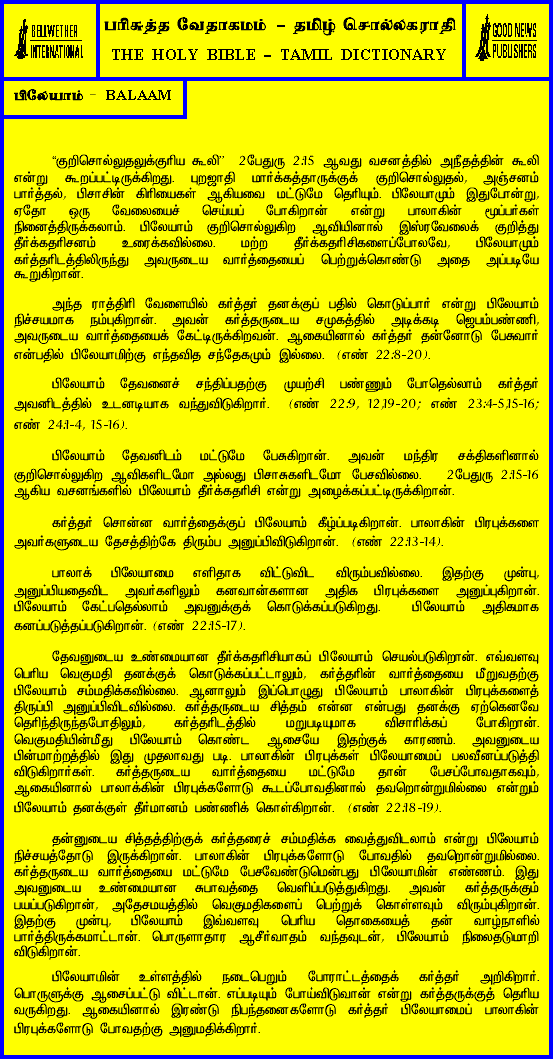 BELLWETHER
INTERNATIONAL
பரிசுத்த வேதாகமம் - தமிழ் சொல்லகராதி
THE HOLY BIBLE - TAMIL DICTIONARY
GOOD NEWS
PUBLISHERS
பிலேயாம் - BALAAM
“குறிசொல்லுதலுக்குரிய கூலி” 2பேதுரு 2:15 ஆவது வசனத்தில் அநீதத்தின் கூலி
என்று கூறப்பட்டிருக்கிறது. புறஜாதி மார்க்கத்தாருக்குக் குறிசொல்லுதல், அஞ்சனம்
பார்த்தல், பிசாசின் கிரியைகள் ஆகியவை மட்டுமே தெரியும். பிலேயாமும் இதுபோன்று,
ஏதோ ஒரு வேலையைச் செய்யப் போகிறான் என்று பாலாகின் மூப்பர்கள்
நினைத்திருக்கலாம். பிலேயாம் குறிசொல்லுகிற ஆவியினால் இஸ்ரவேலைக் குறித்து
தீர்க்கதரிசனம் உரைக்கவில்லை. மற்ற தீர்க்கதரிசிகளைப்போலவே, பிலேயாமும்
கர்த்தரிடத்திலிருந்து அவருடைய வார்த்தையைப் பெற்றுக்கொண்டு அதை அப்படியே
கூறுகிறான்.
அந்த ராத்திரி வேளையில் கர்த்தர் தனக்குப் பதில் கொடுப்பார் என்று பிலேயாம்
நிச்சயமாக நம்புகிறான். அவன் கர்த்தருடைய சமுகத்தில் அடிக்கடி ஜெபம்பண்ணி,
அவருடைய வார்த்தையைக் கேட்டிருக்கிறவன். ஆகையினால் கர்த்தர் தன்னோடு பேசுவார்
என்பதில் பிலேயாமிற்கு எந்தவித சந்தேகமும் இல்லை. (எண் 22:8-20).
பிலேயாம் தேவனைச் சந்திப்பதற்கு முயற்சி பண்ணும் போதெல்லாம் கர்த்தர்
அவனிடத்தில் உடனடியாக வந்துவிடுகிறார். (எண் 22:9, 12,19-20; எண் 23:4-5,15-16;
எண் 24:1-4, 15-16).
பிலேயாம் தேவனிடம் மட்டுமே பேசுகிறான். அவன் மந்திர சக்திகளினால்
குறிசொல்லுகிற ஆவிகளிடமோ அல்லது பிசாசுகளிடமோ பேசவில்லை. 2பேதுரு 2:15-16
ஆகிய வசனங்களில் பிலேயாம் தீர்க்கதரிசி என்று அழைக்கப்பட்டிருக்கிறான்.
கர்த்தர் சொன்ன வார்த்தைக்குப் பிலேயாம் கீழ்ப்படிகிறான். பாலாகின் பிரபுக்களை
அவர்களுடைய தேசத்திற்கே திரும்ப அனுப்பிவிடுகிறான். (எண் 22:13-14).
பாலாக் பிலேயாமை எளிதாக விட்டுவிட விரும்பவில்லை. இதற்கு முன்பு,
அனுப்பியதைவிட அவர்களிலும் கனவான்களான அதிக பிரபுக்களை அனுப்புகிறான்.
பிலேயாம் கேட்பதெல்லாம் அவனுக்குக் கொடுக்கப்படுகிறது. பிலேயாம் அதிகமாக
கனப்படுத்தப்படுகிறான். (எண் 22:15-17).
தேவனுடைய உண்மையான தீர்க்கதரிசியாகப் பிலேயாம் செயல்படுகிறான். எவ்வளவு
பெரிய வெகுமதி தனக்குக் கொடுக்கப்பட்டாலும், கர்த்தரின் வார்த்தையை மீறுவதற்கு
பிலேயாம் சம்மதிக்கவில்லை. ஆனாலும் இப்பொழுது பிலேயாம் பாலாகின் பிரபுக்களைத்
திருப்பி அனுப்பிவிடவில்லை. கர்த்தருடைய சித்தம் என்ன என்பது தனக்கு ஏற்கெனவே
தெரிந்திருந்தபோதிலும், கர்த்தரிடத்தில் மறுபடியுமாக விசாரிக்கப் போகிறான்.
வெகுமதியின்மீது பிலேயாம் கொண்ட ஆசையே இதற்குக் காரணம். அவனுடைய
பின்மாற்றத்தில் இது முதலாவது படி. பாலாகின் பிரபுக்கள் பிலேயாமைப் பலவீனப்படுத்தி
விடுகிறார்கள். கர்த்தருடைய வார்த்தையை மட்டுமே தான் பேசப்போவதாகவும்,
ஆகையினால் பாலாக்கின் பிரபுக்களோடு கூடப்போவதினால் தவறொன்றுமில்லை என்றும்
பிலேயாம் தனக்குள் தீர்மானம் பண்ணிக் கொள்கிறான். (எண் 22:18-19).
தன்னுடைய சித்தத்திற்குக் கர்த்தரைச் சம்மதிக்க வைத்துவிடலாம் என்று பிலேயாம்
நிச்சயத்தோடு இருக்கிறான். பாலாகின் பிரபுக்களோடு போவதில் தவறொன்றுமில்லை.
கர்த்தருடைய வார்த்தையை மட்டுமே பேசவேண்டுமென்பது பிலேயாமின் எண்ணம். இது
அவனுடைய உண்மையான சுபாவத்தை வெளிப்படுத்துகிறது. அவன் கர்த்தருக்கும்
பயப்படுகிறான், அதேசமயத்தில் வெகுமதிகளைப் பெற்றுக் கொள்ளவும் விரும்புகிறான்.
இதற்கு முன்பு, பிலேயாம் இவ்வளவு பெரிய தொகையைத் தன் வாழ்நாளில்
பார்த்திருக்கமாட்டான். பொருளாதார ஆசீர்வாதம் வந்தவுடன், பிலேயாம் நிலைதடுமாறி
விடுகிறான்.
பிலேயாமின் உள்ளத்தில் நடைபெறும் போராட்டத்தைக் கர்த்தர் அறிகிறார்.
பொருளுக்கு ஆசைப்பட்டு விட்டான். எப்படியும் போய்விடுவான் என்று கர்த்தருக்குத் தெரிய
வருகிறது. ஆகையினால் இரண்டு நிபந்தனைகளோடு கர்த்தர் பிலேயாமைப் பாலாகின்
பிரபுக்களோடு போவதற்கு அனுமதிக்கிறார்.